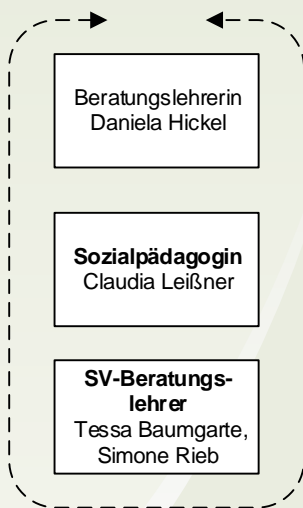 Beratungslehrerin
Daniela Hickel
Sozialpädagogin
Claudia Leißner
SV-Beratungs-
lehrer
Tessa Baumgarte,
Simone Rieb